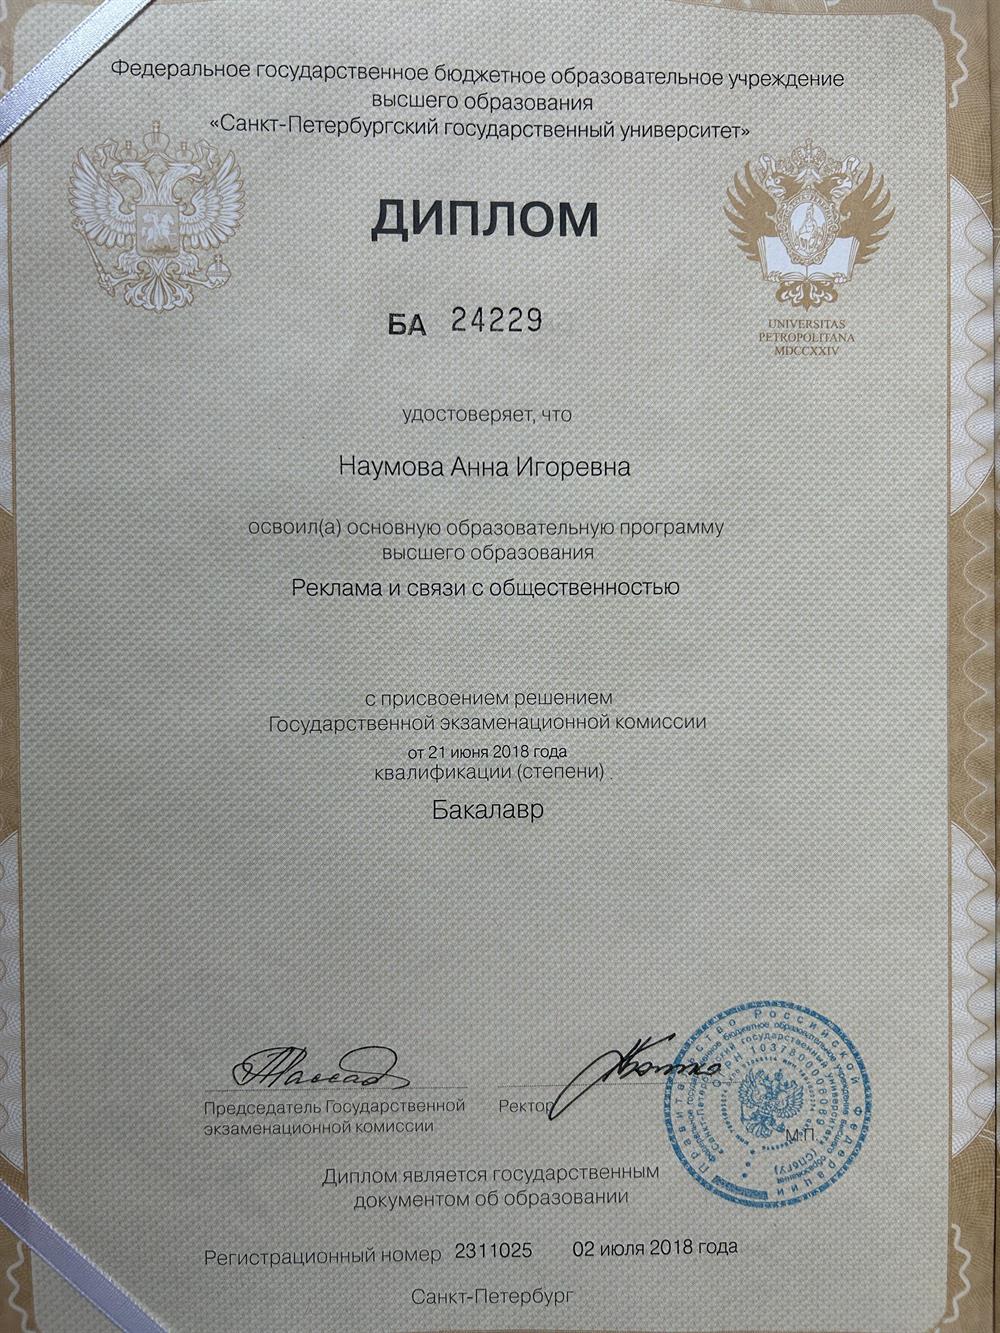 Федеральное государственное бюджетное образовательное учреждение
высшего образования
«Санкт-Петербургский государственный университет»
ДИПЛОМ
UNIVERSITAS
PETROPOLITANA
MDCCXXIV
БА 24229
удостоверяет, что
Наумова Анна Игоревна
освоил(а) основную образовательную программу
высшего образования
Реклама и связи с общественностью
с присвоением решением
Государственной экзаменационной комиссии
от 21 июня 2018 года
квалификации (степени)
Бакалавр
Председатель Государственной
экзаменационной комиссии
Ректор
М.П.
Правительство Российской Федерации
Диплом является государственным
документом об образовании
Регистрационный номер 2311025 02 июля 2018 года
Санкт-Петербург